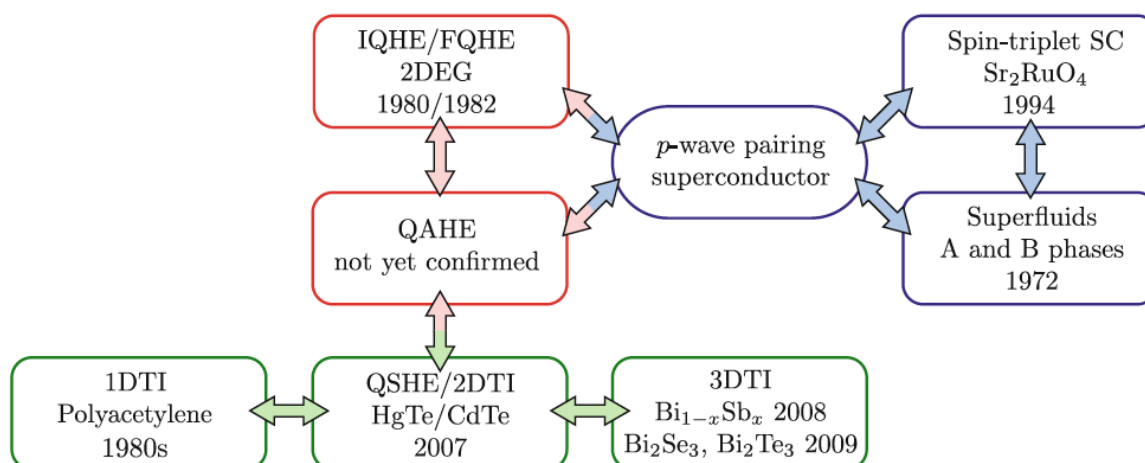 IQHE/FQHE
2DEG
1980/1982
Spin-triplet SC
Sr₂RuO₄
1994
p-wave pairing
superconductor
QAHE
not yet confirmed
Superfluids
A and B phases
1972
1DTI
Polyacetylene
1980s
QSHE/2DTI
HgTe/CdTe
2007
3DTI
Bi₁₋ₓSbₓ 2008
Bi₂Se₃, Bi₂Te₃ 2009